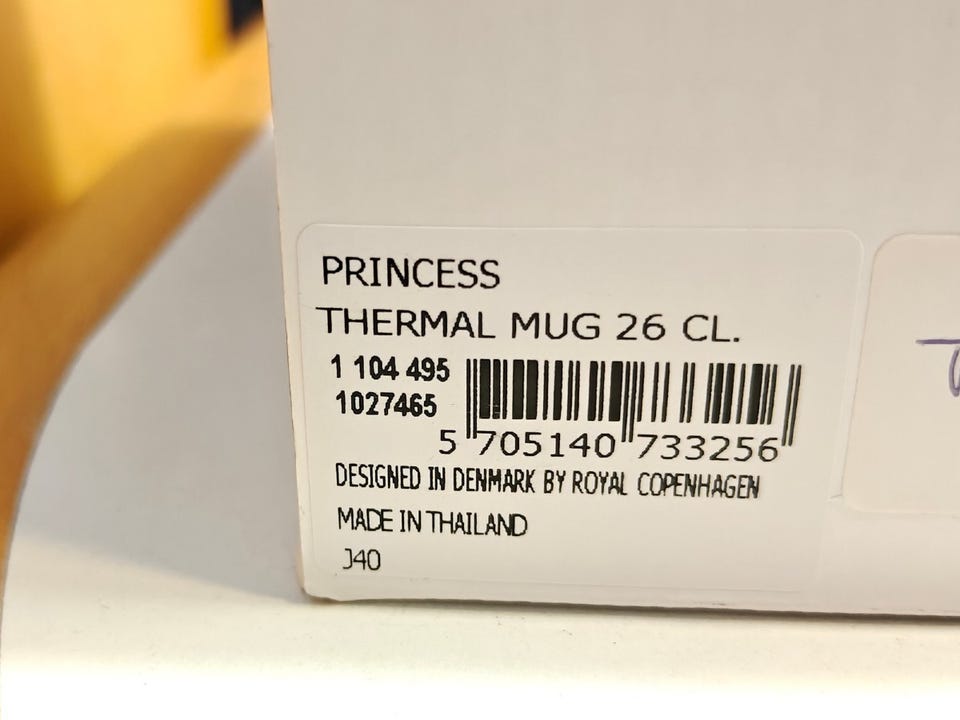 PRINCESS
THERMAL MUG 26 CL.
1 104 495
1027465
5 705140 733256
DESIGNED IN DENMARK BY ROYAL COPENHAGEN
MADE IN THAILAND
J40